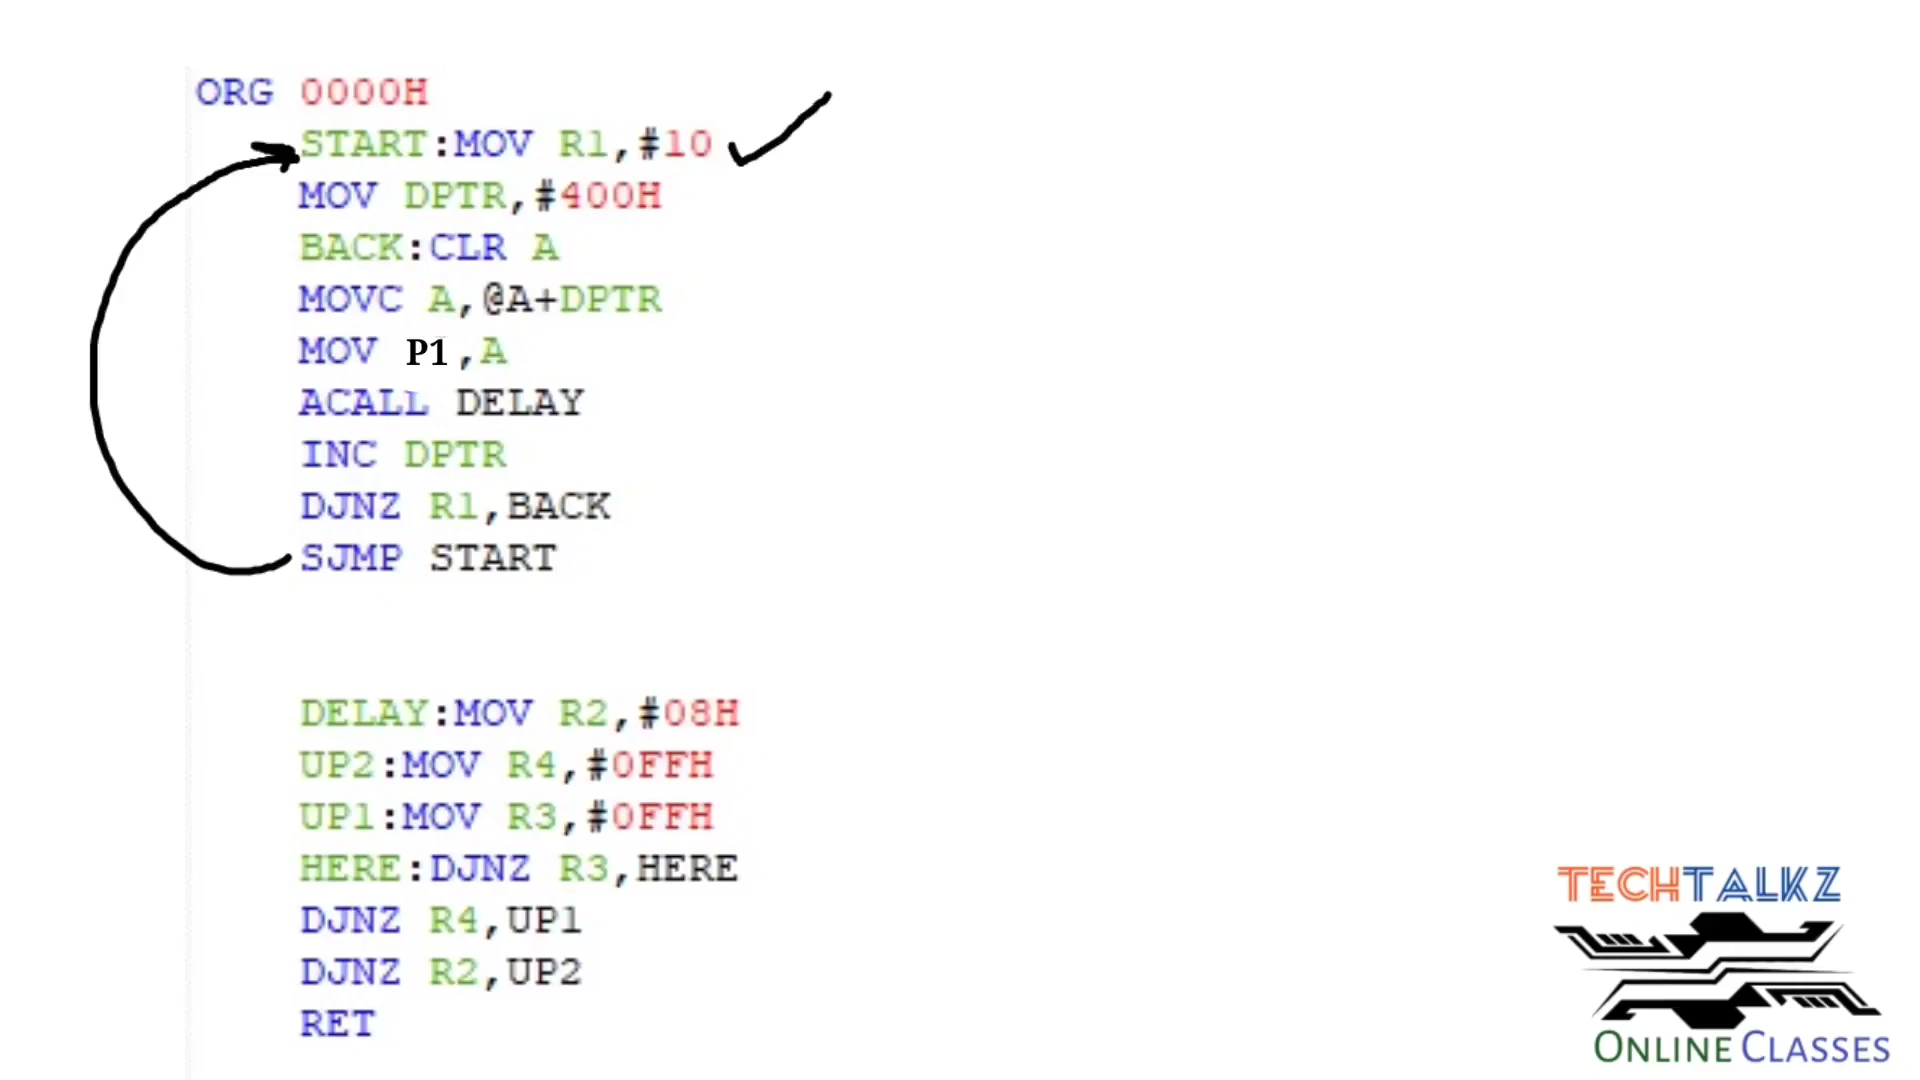 ORG 0000H
START:MOV R1,#10
MOV DPTR,#400H
BACK:CLR A
MOVC A,@A+DPTR
MOV P1,A
ACALL DELAY
INC DPTR
DJNZ R1,BACK
SJMP START
DELAY:MOV R2,#08H
UP2:MOV R4,#0FFH
UP1:MOV R3,#0FFH
HERE:DJNZ R3,HERE
DJNZ R4,UP1
DJNZ R2,UP2
RET
TECHTALKZ
ONLINE CLASSES